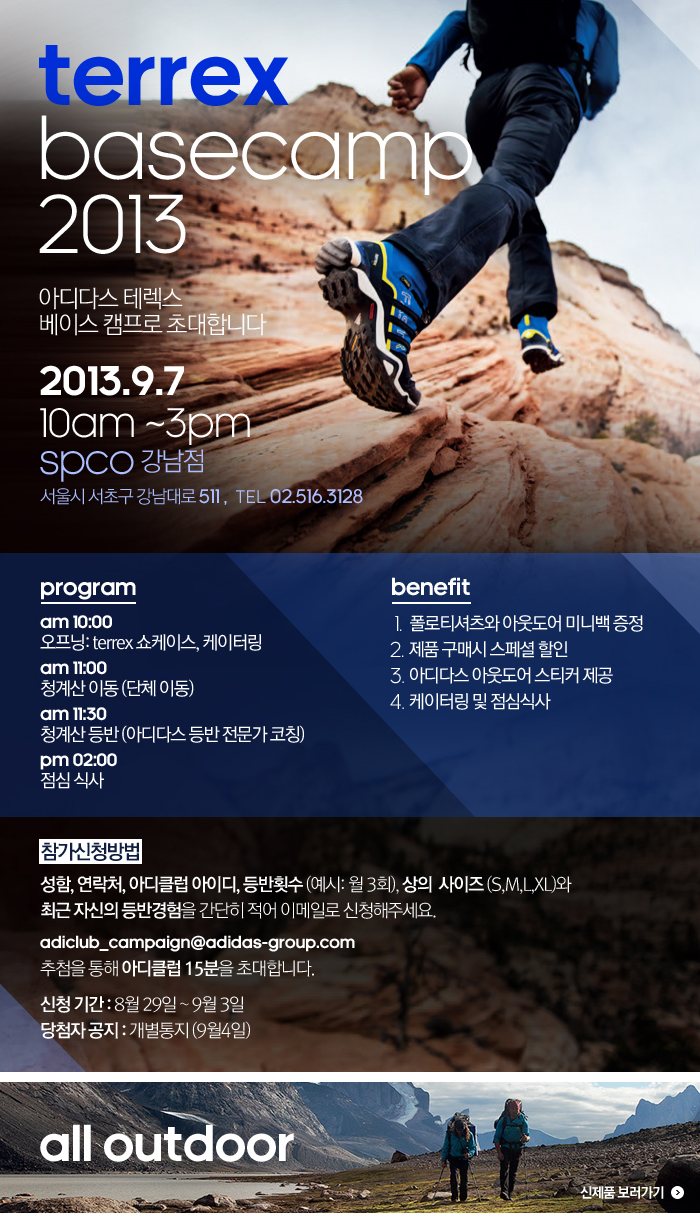 terrex
basecamp
2013
아디다스 테렉스
베이스 캠프로 초대합니다
2013.9.7
10am ~3pm
spco 강남점
서울시 서초구 강남대로 511 , TEL 02.516.3128
program
am 10:00
오프닝: terrex 쇼케이스, 케이터링
am 11:00
청계산 이동 (단체 이동)
am 11:30
청계산 등반 (아디다스 등반 전문가 코칭)
pm 02:00
점심 식사
benefit
1. 폴로티셔츠와 아웃도어 미니백 증정
2. 제품 구매시 스페셜 할인
3. 아디다스 아웃도어 스티커 제공
4. 케이터링 및 점심식사
참가신청방법
성함, 연락처, 아디클럽 아이디, 등반횟수 (예시: 월 3회), 상의 사이즈 (S,M,L,XL)와
최근 자신의 등반경험을 간단히 적어 이메일로 신청해주세요.
adiclub_campaign@adidas-group.com
추첨을 통해 아디클럽 15분을 초대합니다.
신청 기간 : 8월 29일 ~ 9월 3일
당첨자 공지 : 개별통지 (9월4일)
all outdoor
신제품 보러가기